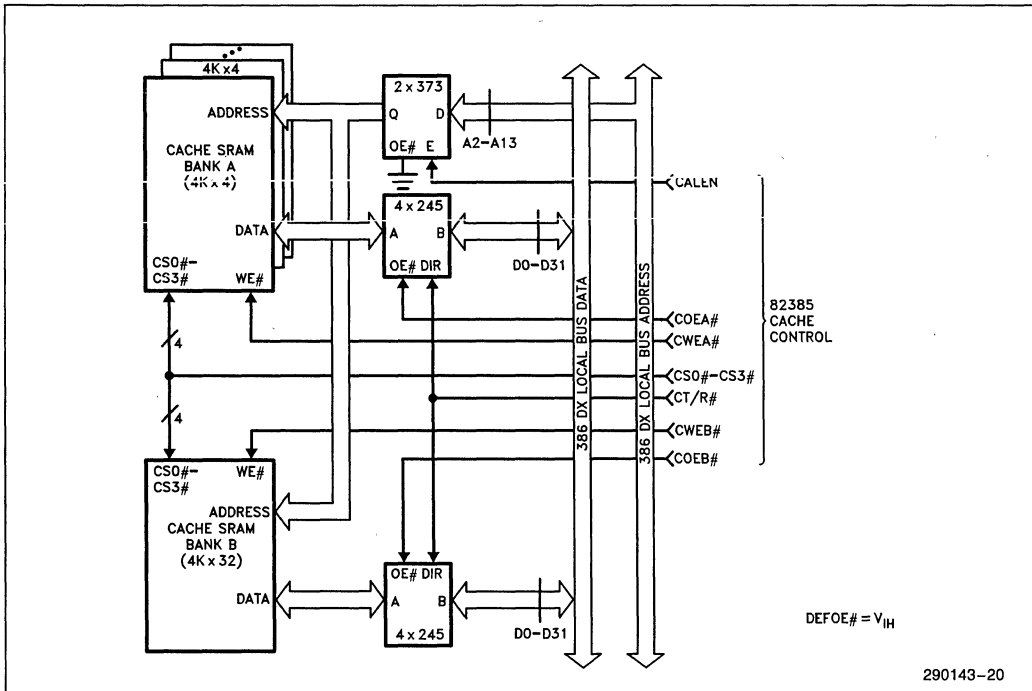 4K x 4
CACHE SRAM
BANK A
(4K x 4)
ADDRESS
DATA
CS0#-
CS3#
WE#
2 x 373
Q
D
OE#
E
A2-A13
4 x 245
A
B
OE#
DIR
D0-D31
4
4
CS0#-
CS3#
WE#
ADDRESS
CACHE SRAM
BANK B
(4K x 32)
DATA
OE#
DIR
A
B
4 x 245
D0-D31
386 DX LOCAL BUS DATA
386 DX LOCAL BUS ADDRESS
CALEN
COEA#
CWEA#
CS0#-CS3#
CT/R#
CWEB#
COEB#
82385
CACHE
CONTROL
DEFOE# = VIH
290143-20